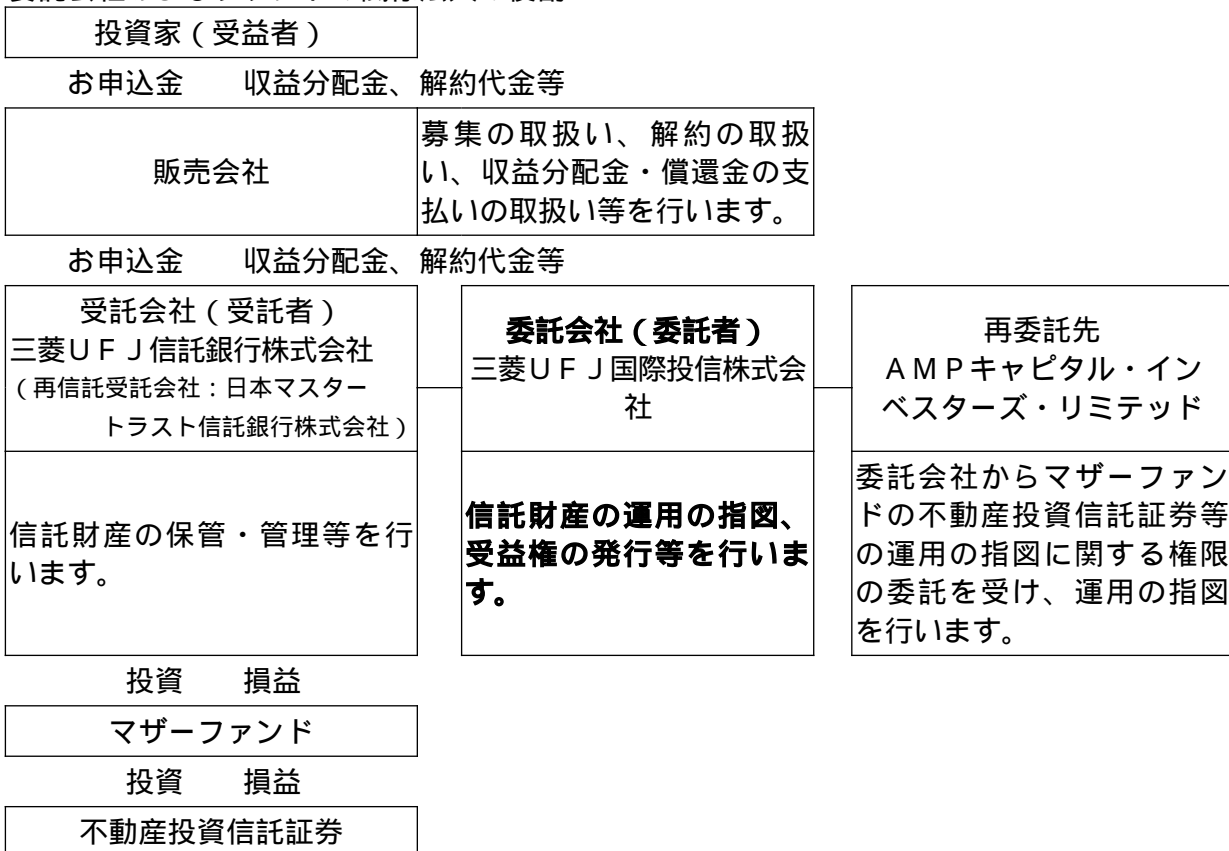 投資家（受益者）
お申込金　　収益分配金、解約代金等
販売会社
募集の取扱い、解約の取扱
い、収益分配金・償還金の支
払いの取扱い等を行います。
お申込金　　収益分配金、解約代金等
受託会社（受託者）
三菱ＵＦＪ信託銀行株式会社
（再信託受託会社：日本マスター
トラスト信託銀行株式会社）
委託会社（委託者）
三菱ＵＦＪ国際投信株式会
社
再委託先
ＡＭＰキャピタル・イン
ベスターズ・リミテッド
信託財産の保管・管理等を行
います。
信託財産の運用の指図、
受益権の発行等を行いま
す。
委託会社からマザーファン
ドの不動産投資信託証券等
の運用の指図に関する権限
の委託を受け、運用の指図
を行います。
投資　　損益
マザーファンド
投資　　損益
不動産投資信託証券